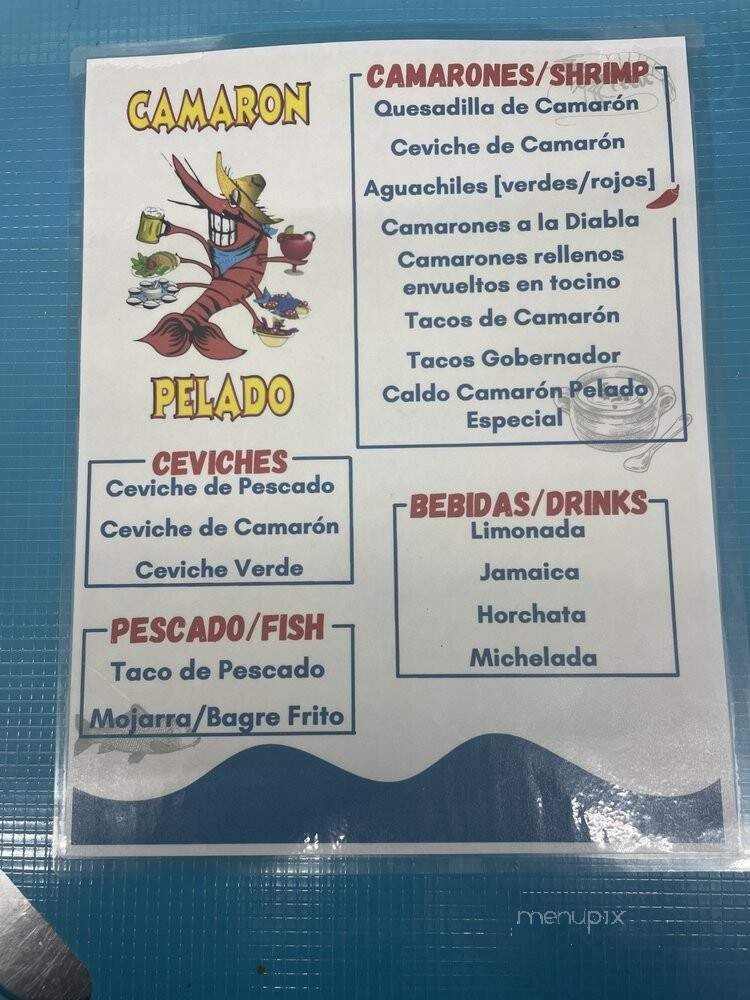 CAMARON
PELADO
CAMARONES/SHRIMP
Quesadilla de Camarón
Ceviche de Camarón
Aguachiles [verdes/rojos]
Camarones a la Diabla
Camarones rellenos
envueltos en tocino
Tacos de Camarón
Tacos Gobernador
Caldo Camarón Pelado
Especial
CEVICHES
Ceviche de Pescado
Ceviche de Camarón
Ceviche Verde
PESCADO/FISH
Taco de Pescado
Mojarra/Bagre Frito
BEBIDAS/DRINKS
Limonada
Jamaica
Horchata
Michelada
menupix